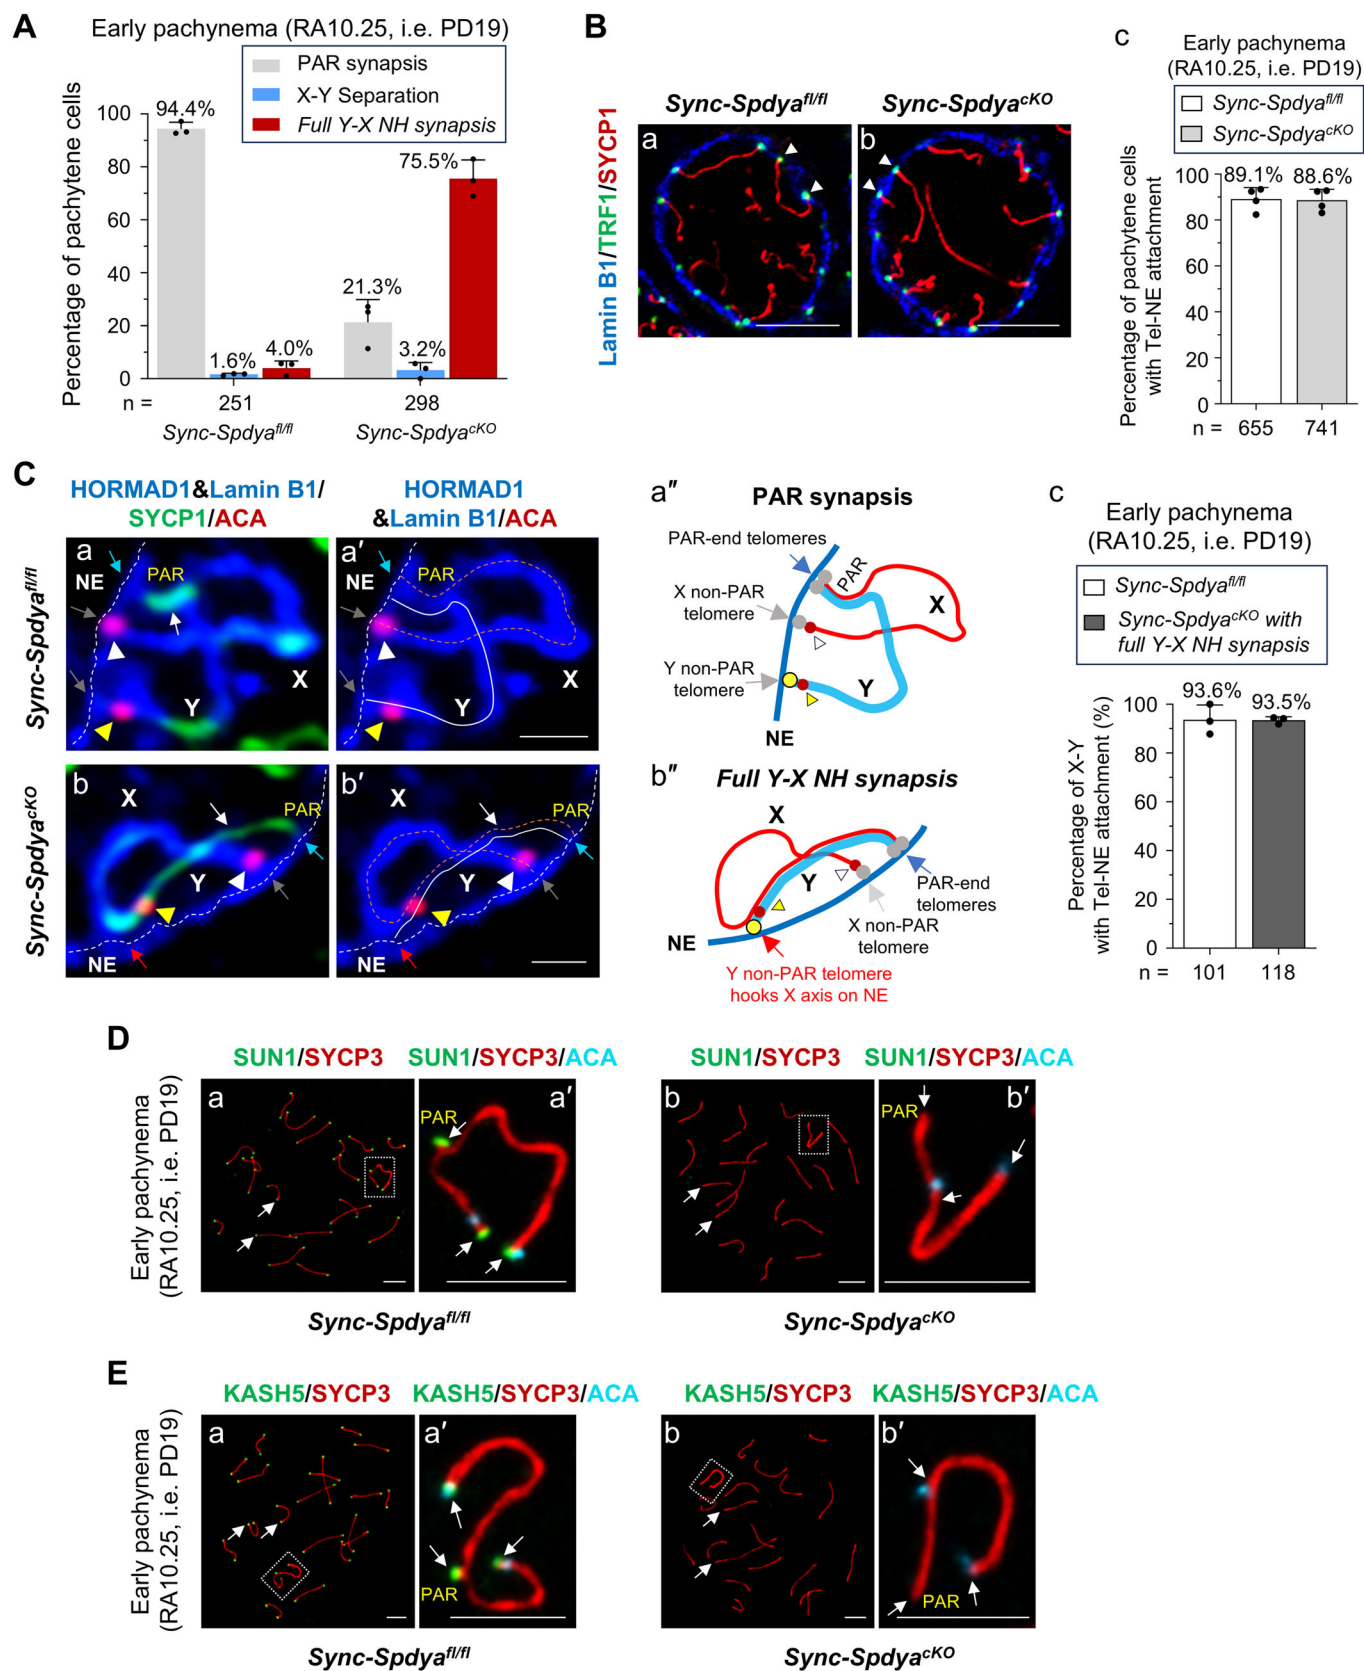 A
Early pachynema (RA10.25, i.e. PD19)
PAR synapsis
X-Y Separation
Full Y-X NH synapsis
Percentage of pachytene cells
100
80
60
40
20
0
94.4%
1.6%
4.0%
21.3%
3.2%
75.5%
n =
251
298
Sync-Spdya^fl/fl
Sync-Spdya^cKO
B
Sync-Spdya^fl/fl
Sync-Spdya^cKO
Lamin B1/TRF1/SYCP1
a
b
c
Early pachynema
(RA10.25, i.e. PD19)
Sync-Spdya^fl/fl
Sync-Spdya^cKO
Percentage of pachytene cells
with Tel-NE attachment
100
80
60
40
20
0
89.1%
88.6%
n =
655
741
C
HORMAD1&Lamin B1/
SYCP1/ACA
HORMAD1
&Lamin B1/ACA
Sync-Spdya^fl/fl
a
NE
PAR
X
Y
a′
NE
PAR
X
Y
Sync-Spdya^cKO
b
X
PAR
Y
NE
b′
X
PAR
Y
NE
a″
PAR synapsis
PAR-end telomeres
PAR
X non-PAR
telomere
X
Y non-PAR
telomere
Y
NE
b″
Full Y-X NH synapsis
X
Y
PAR-end
telomeres
X non-PAR
telomere
NE
Y non-PAR telomere
hooks X axis on NE
c
Early pachynema
(RA10.25, i.e. PD19)
Sync-Spdya^fl/fl
Sync-Spdya^cKO with
full Y-X NH synapsis
Percentage of X-Y
with Tel-NE attachment (%)
100
80
60
40
20
0
93.6%
93.5%
n =
101
118
D
SUN1/SYCP3
SUN1/SYCP3/ACA
SUN1/SYCP3
SUN1/SYCP3/ACA
Early pachynema
(RA10.25, i.e. PD19)
a
a′
PAR
b
b′
PAR
Sync-Spdya^fl/fl
Sync-Spdya^cKO
E
KASH5/SYCP3
KASH5/SYCP3/ACA
KASH5/SYCP3
KASH5/SYCP3/ACA
Early pachynema
(RA10.25, i.e. PD19)
a
a′
PAR
b
b′
PAR
Sync-Spdya^fl/fl
Sync-Spdya^cKO